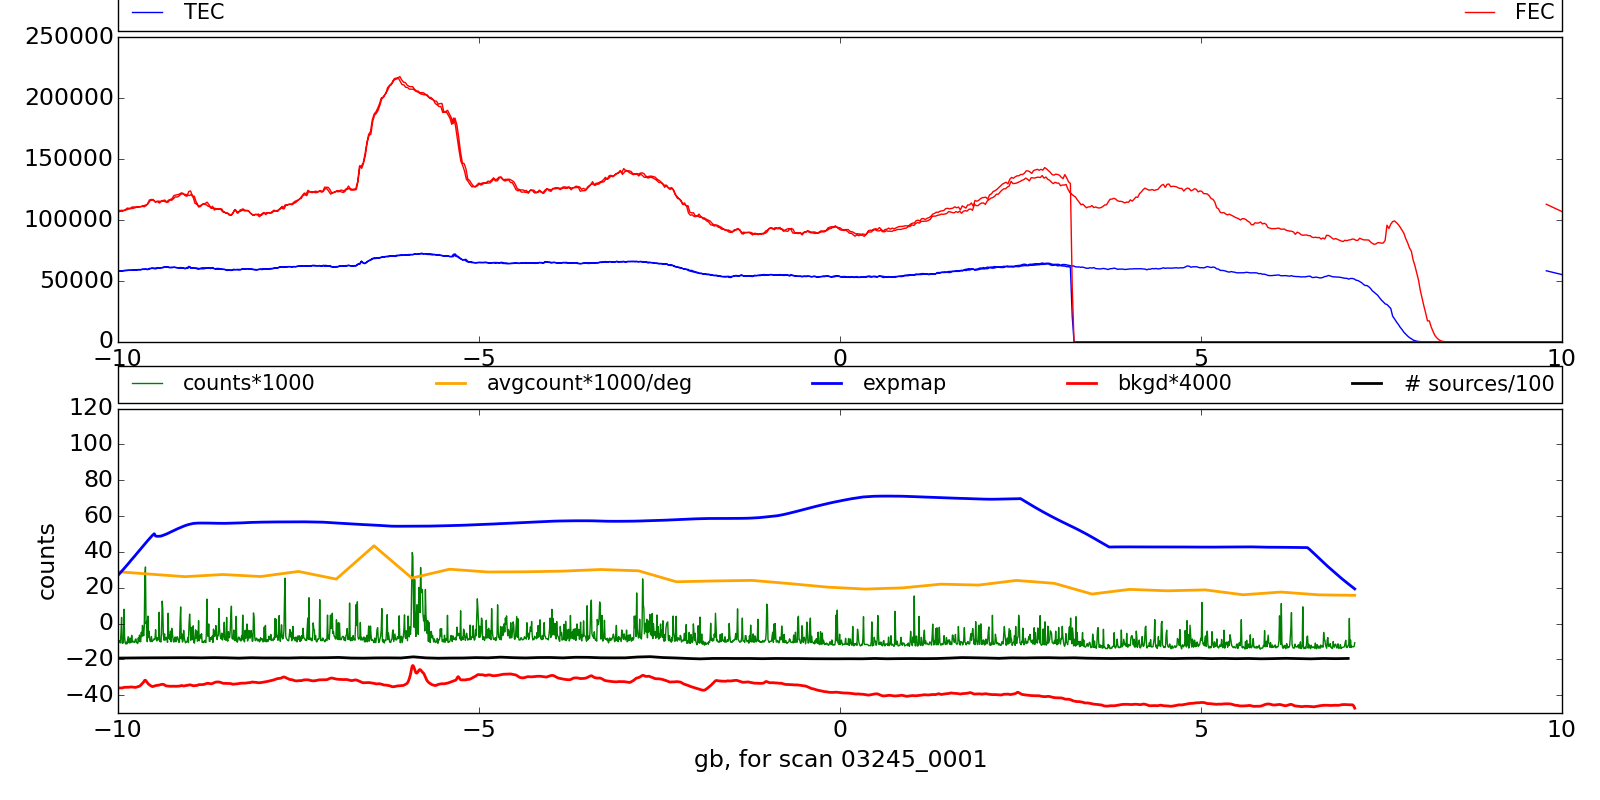 TEC FEC
250000
200000
150000
100000
50000
0
−10 −5 0 5 10
counts*1000 avgcount*1000/deg expmap bkgd*4000 # sources/100
120
100
80
60
40
20
0
−20
−40
counts
−10 −5 0 5 10
gb, for scan 03245_0001